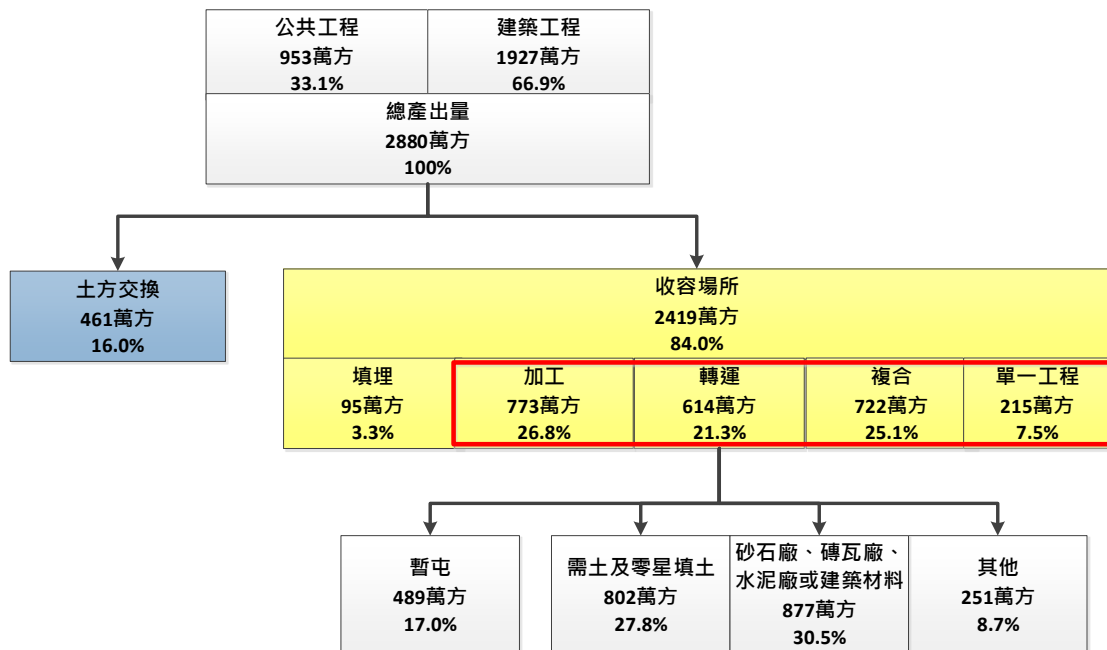 公共工程
953萬方
33.1%
建築工程
1927萬方
66.9%
總產出量
2880萬方
100%
土方交換
461萬方
16.0%
收容場所
2419萬方
84.0%
填埋
95萬方
3.3%
加工
773萬方
26.8%
轉運
614萬方
21.3%
複合
722萬方
25.1%
單一工程
215萬方
7.5%
暫屯
489萬方
17.0%
需土及零星填土
802萬方
27.8%
砂石廠、磚瓦廠、
水泥廠或建築材料
877萬方
30.5%
其他
251萬方
8.7%